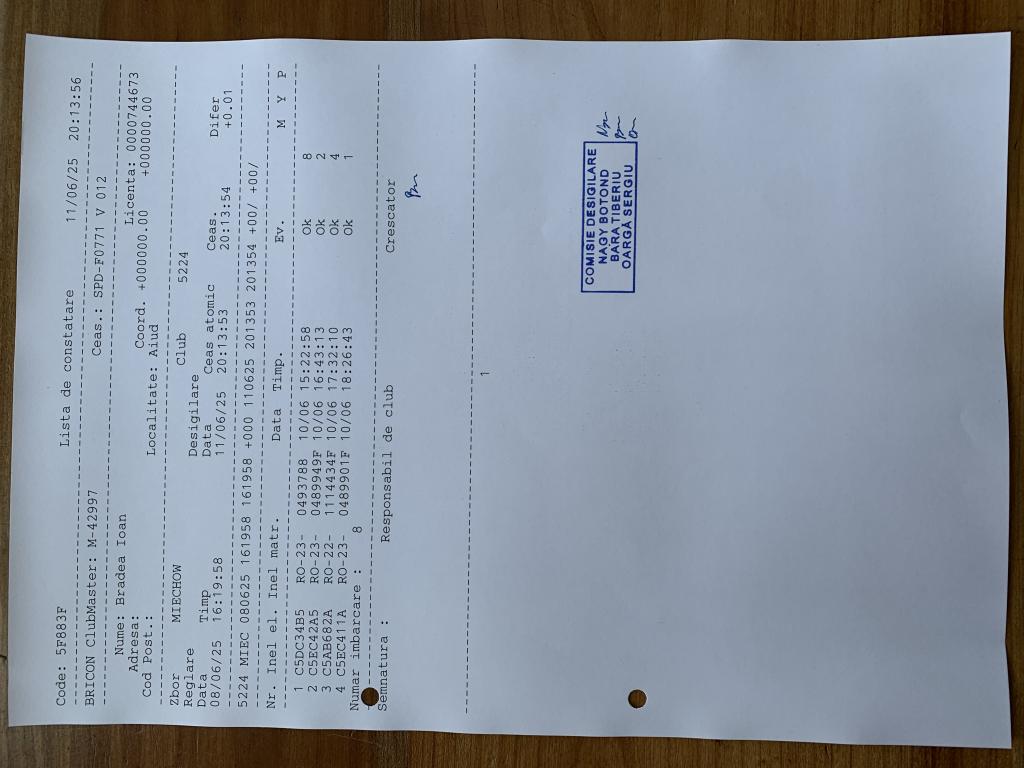 Code: 5F883F Lista de constatare 11/06/25 20:13:56
BRICON ClubMaster: M-42997 Ceas.: SPD-F0771 V 012
Nume: Bradea Ioan Licenta: 0000744673
Adresa: Coord. +000000.00 +000000.00
Cod Post.: Localitate: Aiud
Zbor MIECHOW Club 5224
Reglare Desigilare
Data Timp Data Ceas atomic Ceas. Difer
08/06/25 16:19:58 11/06/25 20:13:53 20:13:54 +0.01
5224 MIEC 080625 161958 161958 161958 +000 110625 201353 201354 +00/ +00/
Nr. Inel el. Inel matr. Data Timp. Ev. M Y P
1 C5DC34B5 RO-23- 0493788 10/06 15:22:58 Ok 8
2 C5EC42A5 RO-23- 0489949F 10/06 16:43:13 Ok 2
3 C5AB682A RO-22- 1114434F 10/06 17:32:10 Ok 4
4 C5EC411A RO-23- 0489901F 10/06 18:26:43 Ok 1
Numar imbarcare : 8
Semnatura : Responsabil de club Crescator
1
COMISIE DESIGILARE
NAGY BOTOND
BARA TIBERIU
OARGĂ SERGIU